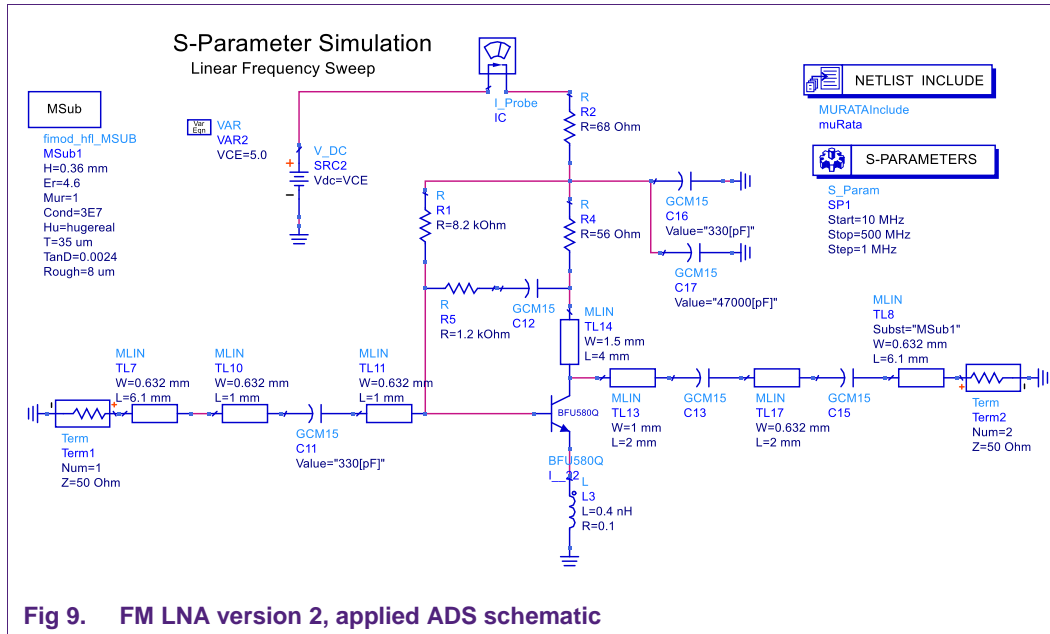 S-Parameter Simulation
Linear Frequency Sweep
MSub
fimod_hfl_MSUB
MSub1
H=0.36 mm
Er=4.6
Mur=1
Cond=3E7
Hu=hugereal
T=35 um
TanD=0.0024
Rough=8 um
Var
Eqn
VAR
VAR2
VCE=5.0
V_DC
SRC2
Vdc=VCE
I_Probe
IC
R
R2
R=68 Ohm
NETLIST INCLUDE
MURATAInclude
muRata
S-PARAMETERS
S_Param
SP1
Start=10 MHz
Stop=500 MHz
Step=1 MHz
R
R1
R=8.2 kOhm
R
R4
R=56 Ohm
GCM15
C16
Value="330[pF]"
GCM15
C17
Value="47000[pF]"
R
R5
R=1.2 kOhm
GCM15
C12
MLIN
TL14
W=1.5 mm
L=4 mm
MLIN
TL8
Subst="MSub1"
W=0.632 mm
L=6.1 mm
MLIN
TL7
W=0.632 mm
L=6.1 mm
MLIN
TL10
W=0.632 mm
L=1 mm
MLIN
TL11
W=0.632 mm
L=1 mm
Term
Term1
Num=1
Z=50 Ohm
GCM15
C11
Value="330[pF]"
BFU580Q
BFU580Q
MLIN
TL13
W=1 mm
L=2 mm
GCM15
C13
MLIN
TL17
W=0.632 mm
L=2 mm
GCM15
C15
Term
Term2
Num=2
Z=50 Ohm
L
L3
L=0.4 nH
R=0.1
Fig 9. FM LNA version 2, applied ADS schematic